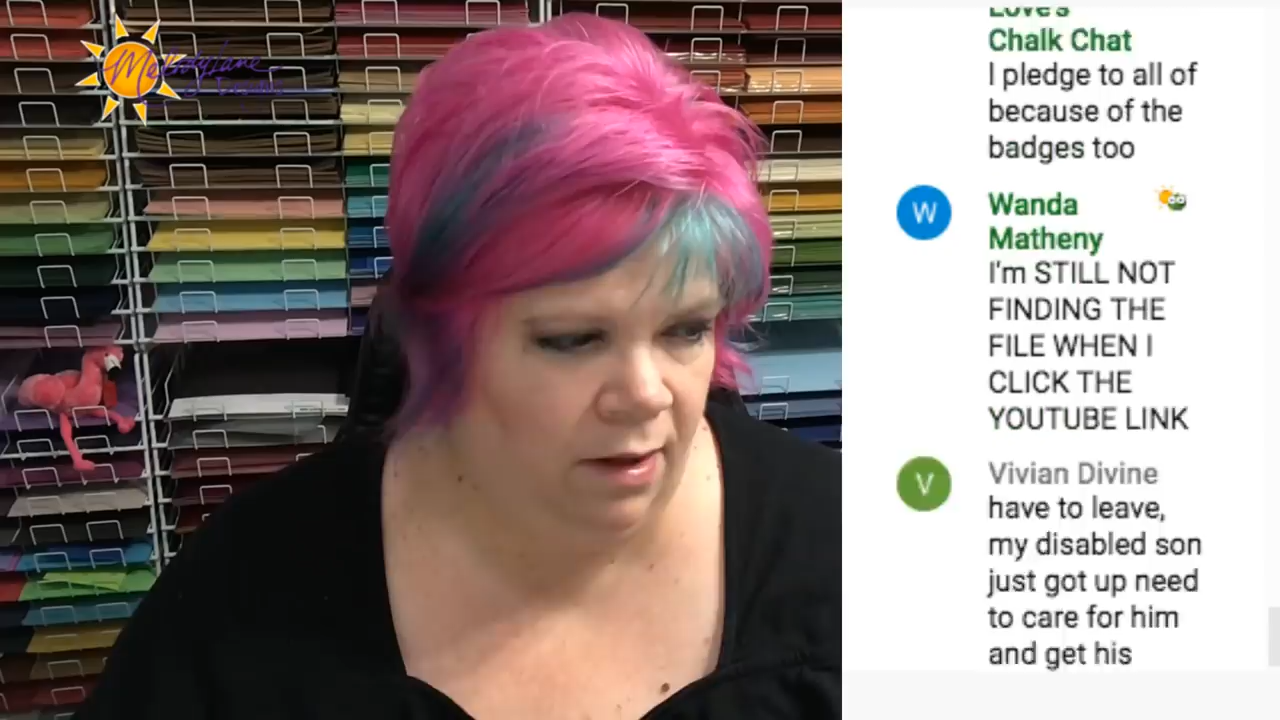 MelodyLane
Love's
Chalk Chat
I pledge to all of
because of the
badges too
W
Wanda
Matheny
I'm STILL NOT
FINDING THE
FILE WHEN I
CLICK THE
YOUTUBE LINK
V
Vivian Divine
have to leave,
my disabled son
just got up need
to care for him
and get his